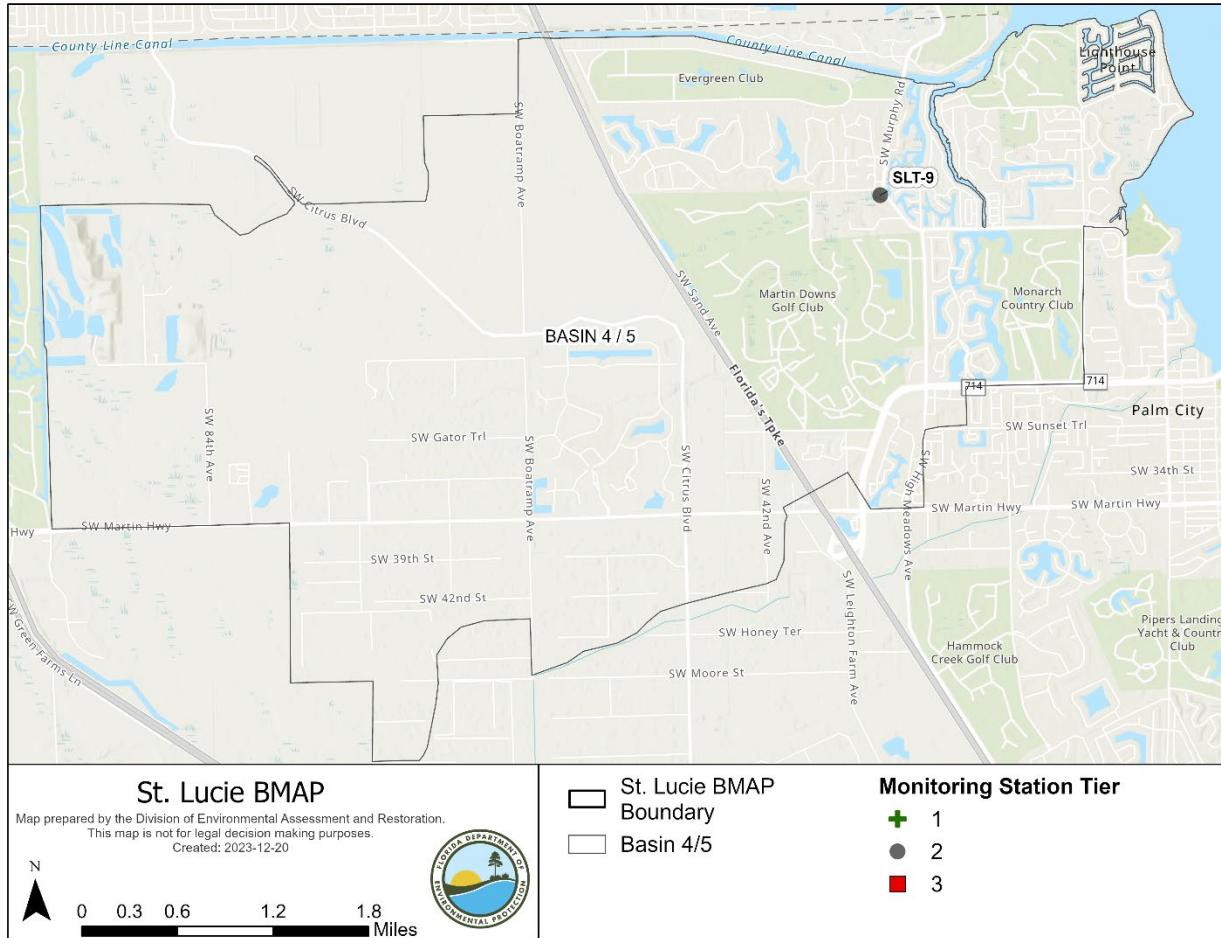 County Line Canal
County Line Canal
Lighthouse
Point
Evergreen Club
SW Murphy Rd
SW Boatramp Ave
SLT-9
SW Citrus Blvd
SW Sand Ave
Martin Downs
Golf Club
Monarch
Country Club
BASIN 4 / 5
Florida's Tpke
714
714
Palm City
SW 84th Ave
SW Gator Trl
SW Boatramp Ave
SW Citrus Blvd
SW 42nd Ave
SW High Meadows Ave
SW Sunset Trl
SW 34th St
Hwy
SW Martin Hwy
SW Martin Hwy
SW Martin Hwy
SW 39th St
SW 42nd St
SW Green Farms Ln
SW Leighton Farm Ave
SW Honey Ter
SW Moore St
Hammock
Creek Golf Club
Pipers Landing
Yacht & Countr
Club
St. Lucie BMAP
Map prepared by the Division of Environmental Assessment and Restoration.
This map is not for legal decision making purposes.
Created: 2023-12-20
N
0 0.3 0.6 1.2 1.8
Miles
FLORIDA DEPARTMENT OF
ENVIRONMENTAL PROTECTION
St. Lucie BMAP
Boundary
Basin 4/5
Monitoring Station Tier
1
2
3